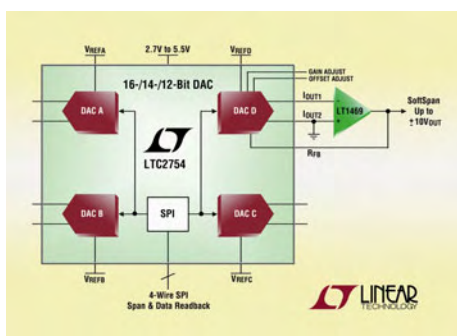 VREFA
2.7V to 5.5V
VREFD
GAIN ADJUST
OFFSET ADJUST
16-/14-/12-Bit DAC
DAC A
DAC D
IOUT1
IOUT2
LT1469
SoftSpan
Up to
±10VOUT
RFB
LTC2754
DAC B
SPI
DAC C
VREFB
VREFC
4-Wire SPI
Span & Data Readback
LINEAR
TECHNOLOGY